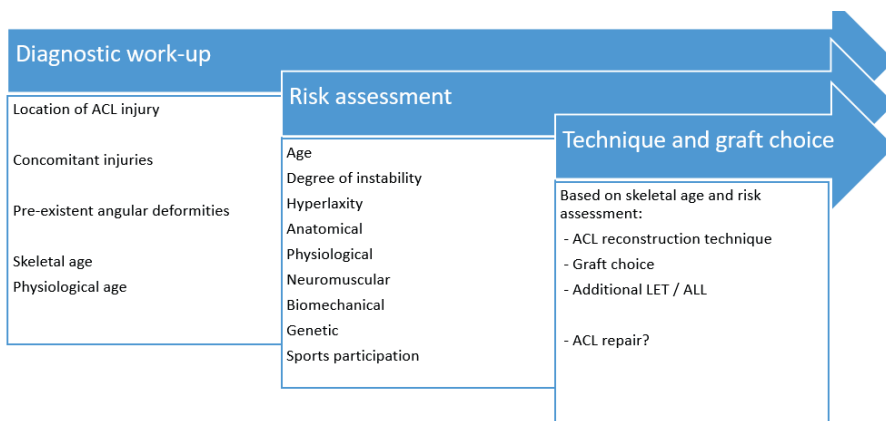 Diagnostic work-up
Location of ACL injury
Concomitant injuries
Pre-existent angular deformities
Skeletal age
Physiological age
Risk assessment
Age
Degree of instability
Hyperlaxity
Anatomical
Physiological
Neuromuscular
Biomechanical
Genetic
Sports participation
Technique and graft choice
Based on skeletal age and risk
assessment:
- ACL reconstruction technique
- Graft choice
- Additional LET / ALL
- ACL repair?